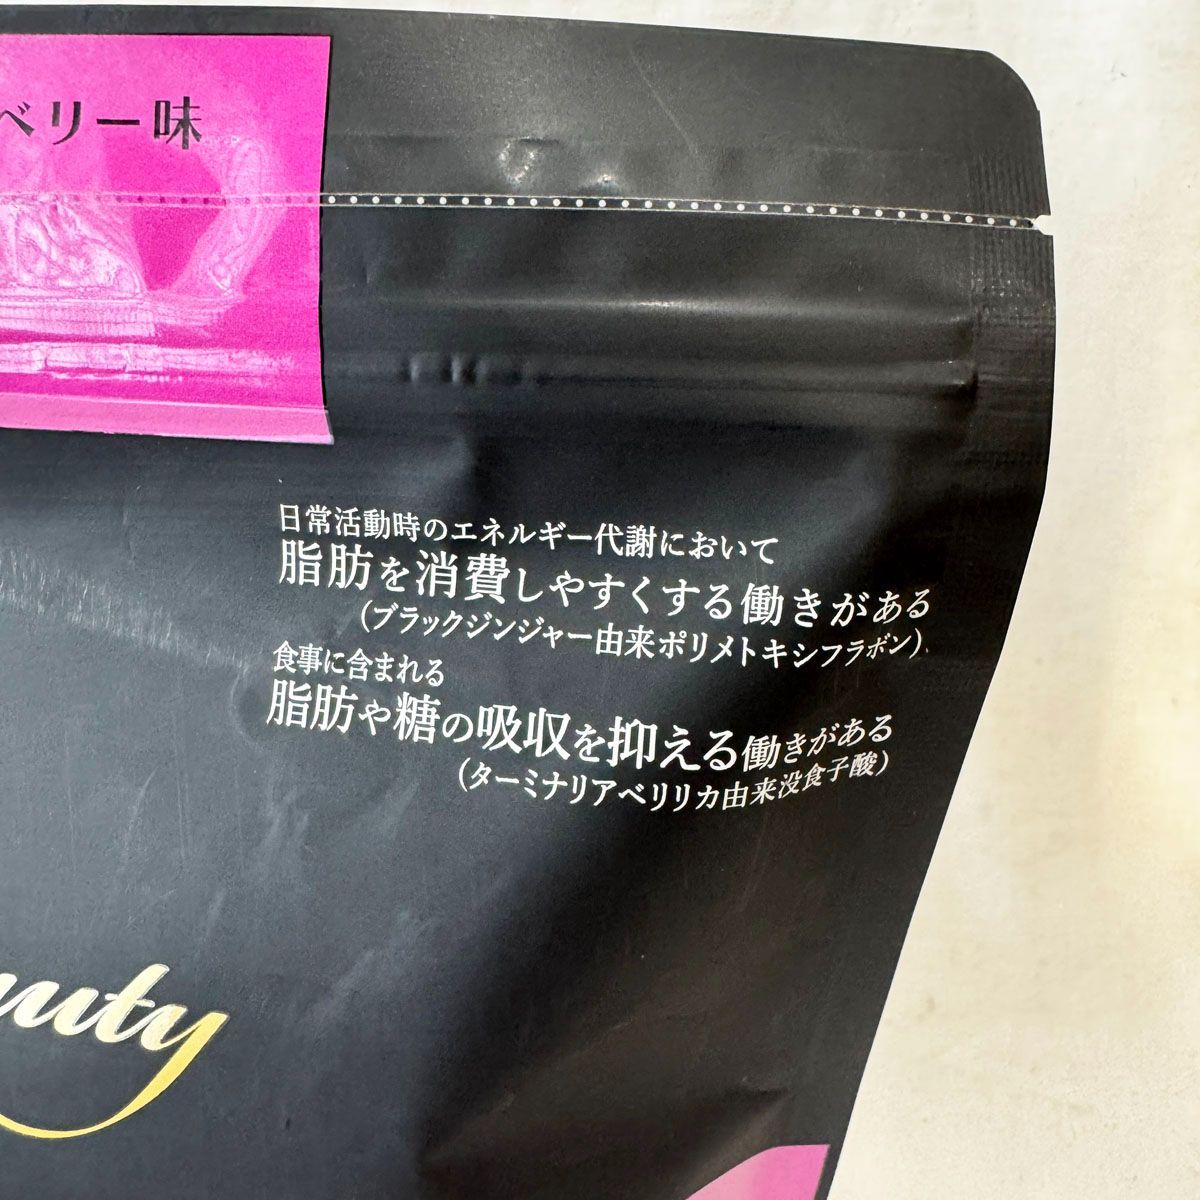 ベリー味
日常活動時のエネルギー代謝において
脂肪を消費しやすくする働きがある
(ブラックジンジャー由来ポリメトキシフラボン)、
食事に含まれる
脂肪や糖の吸収を抑える働きがある
(ターミナリアベリリカ由来没食子酸)
uty